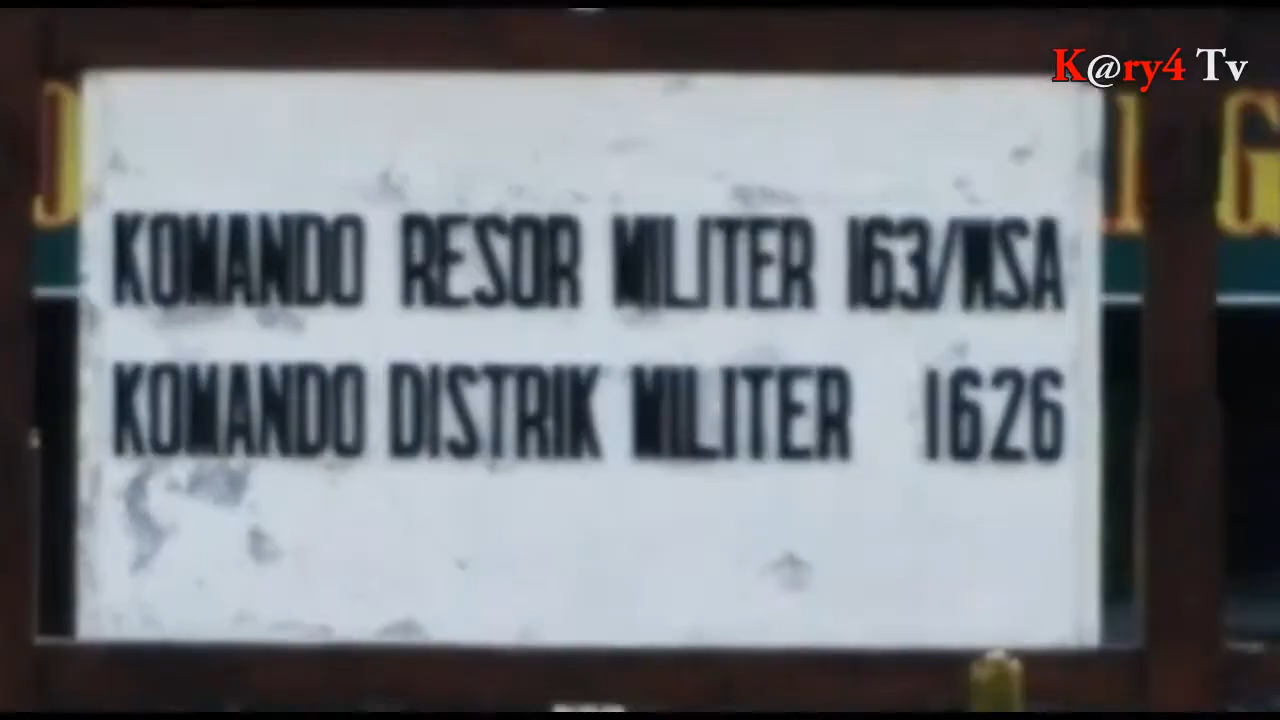 K@ry4 Tv
KOMANDO RESOR MILITER 163/WSA
KOMANDO DISTRIK MILITER 1626